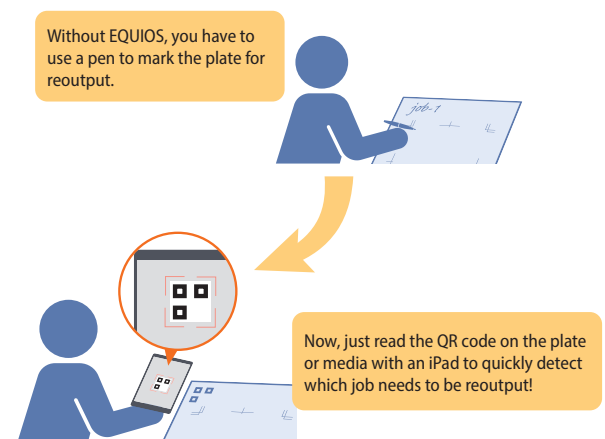 Without EQUIOS, you have to
use a pen to mark the plate for
reoutput.
job-1
Now, just read the QR code on the plate
or media with an iPad to quickly detect
which job needs to be reoutput!